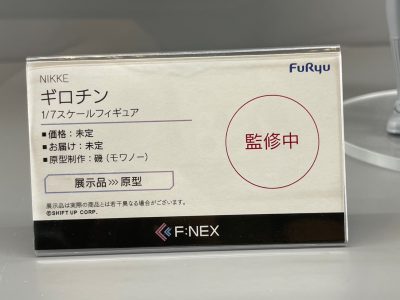 NIKKE
FuRyu
ギロチン
1/7スケールフィギュア
■価格：未定
■お届け：未定
■原型制作：磯（モワノー）
監修中
展示品>>>原型
展示品は実際の商品とは若干異なる場合がございます。
©SHIFT UP CORP.
F:NEX